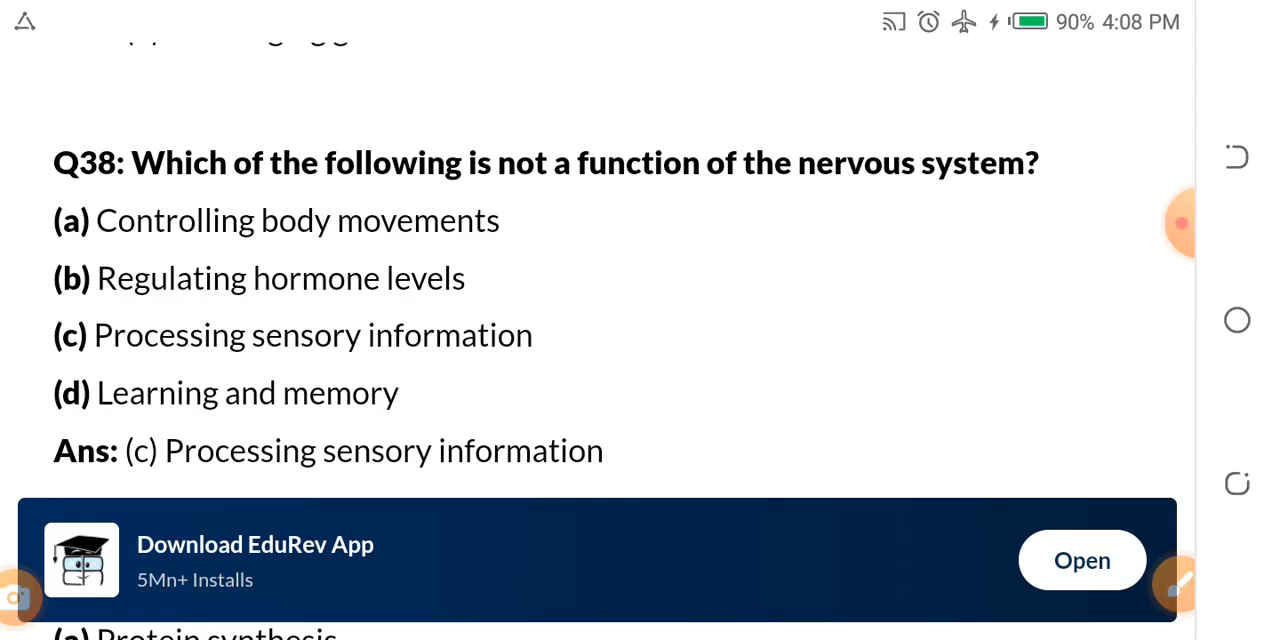 90% 4:08 PM
Q38: Which of the following is not a function of the nervous system?
(a) Controlling body movements
(b) Regulating hormone levels
(c) Processing sensory information
(d) Learning and memory
Ans: (c) Processing sensory information
Download EduRev App
5Mn+ Installs
Open
(a) Protein synthesis